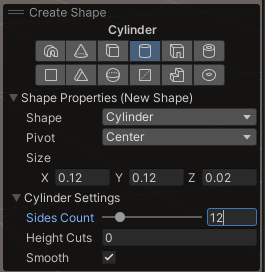 Create Shape
Cylinder
Shape Properties (New Shape)
Shape Cylinder
Pivot Center
Size
X 0.12 Y 0.12 Z 0.02
Cylinder Settings
Sides Count 12
Height Cuts 0
Smooth